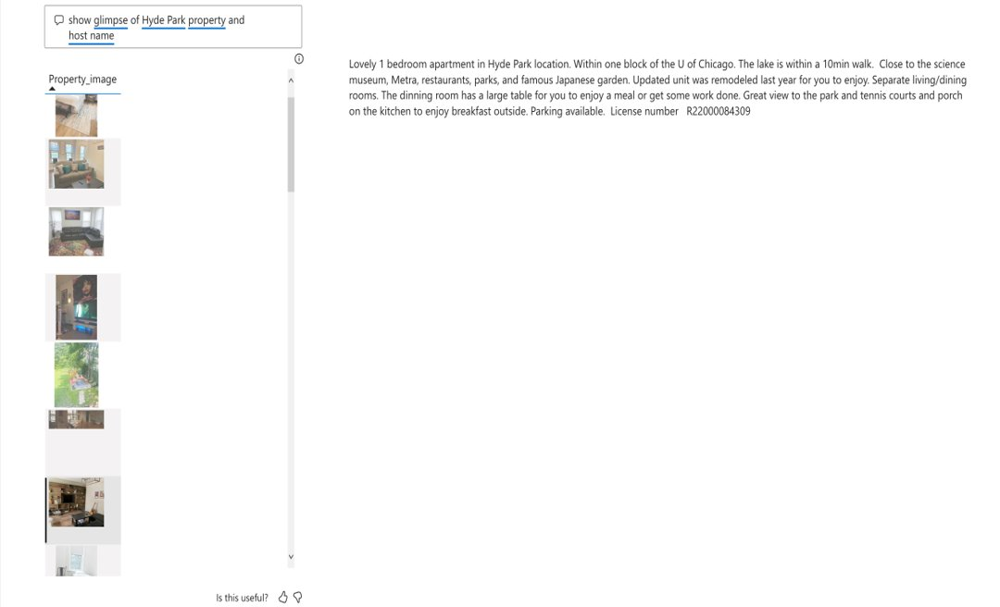 show glimpse of Hyde Park property and
host name
Property_image
Lovely 1 bedroom apartment in Hyde Park location. Within one block of the U of Chicago. The lake is within a 10min walk.  Close to the science
museum, Metra, restaurants, parks, and famous Japanese garden. Updated unit was remodeled last year for you to enjoy. Separate living/dining
rooms. The dinning room has a large table for you to enjoy a meal or get some work done. Great view to the park and tennis courts and porch
on the kitchen to enjoy breakfast outside. Parking available.  License number   R22000084309
Is this useful?